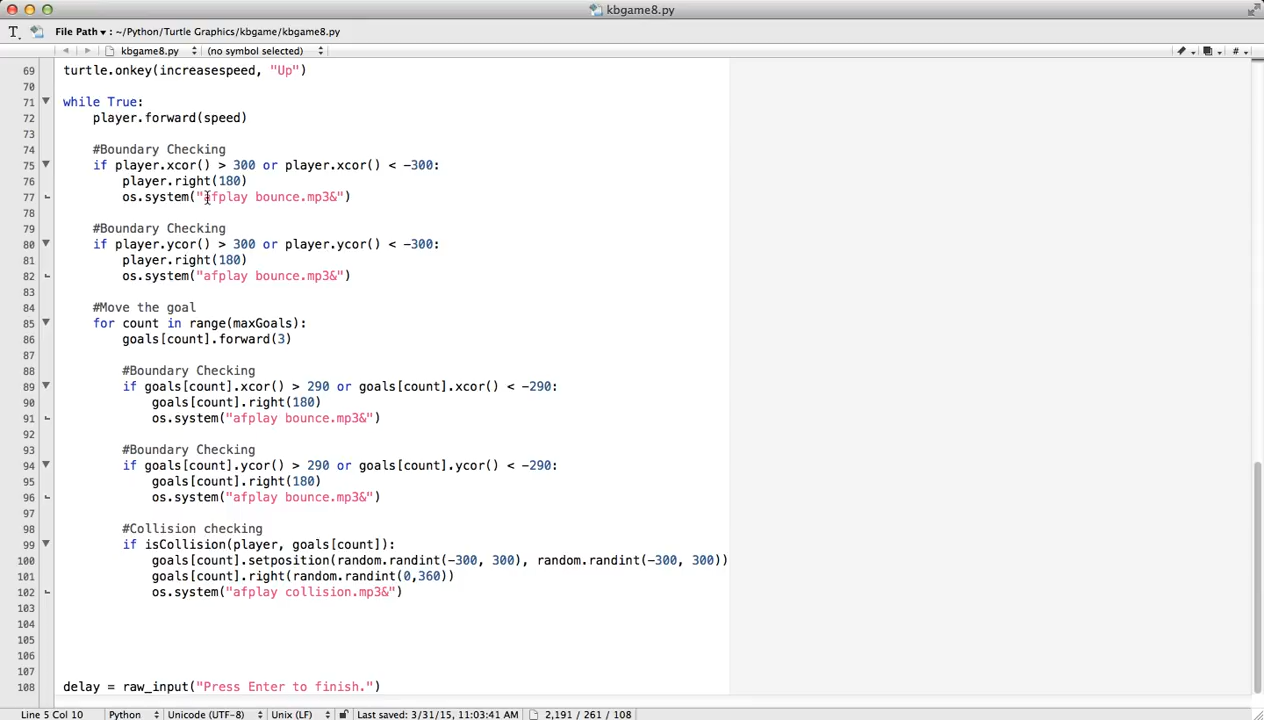 kbgame8.py
File Path ▾ : ~/Python/Turtle Graphics/kbgame/kbgame8.py
kbgame8.py (no symbol selected)
69 turtle.onkey(increasespeed, "Up")
70
71 while True:
72 player.forward(speed)
73
74 #Boundary Checking
75 if player.xcor() > 300 or player.xcor() < -300:
76 player.right(180)
77 os.system("afplay bounce.mp3&")
78
79 #Boundary Checking
80 if player.ycor() > 300 or player.ycor() < -300:
81 player.right(180)
82 os.system("afplay bounce.mp3&")
83
84 #Move the goal
85 for count in range(maxGoals):
86 goals[count].forward(3)
87
88 #Boundary Checking
89 if goals[count].xcor() > 290 or goals[count].xcor() < -290:
90 goals[count].right(180)
91 os.system("afplay bounce.mp3&")
92
93 #Boundary Checking
94 if goals[count].ycor() > 290 or goals[count].ycor() < -290:
95 goals[count].right(180)
96 os.system("afplay bounce.mp3&")
97
98 #Collision checking
99 if isCollision(player, goals[count]):
100 goals[count].setposition(random.randint(-300, 300), random.randint(-300, 300))
101 goals[count].right(random.randint(0,360))
102 os.system("afplay collision.mp3&")
103
104
105
106
107
108 delay = raw_input("Press Enter to finish.")
Line 5 Col 10 Python Unicode (UTF-8) Unix (LF) Last saved: 3/31/15, 11:03:41 AM 2,191 / 261 / 108